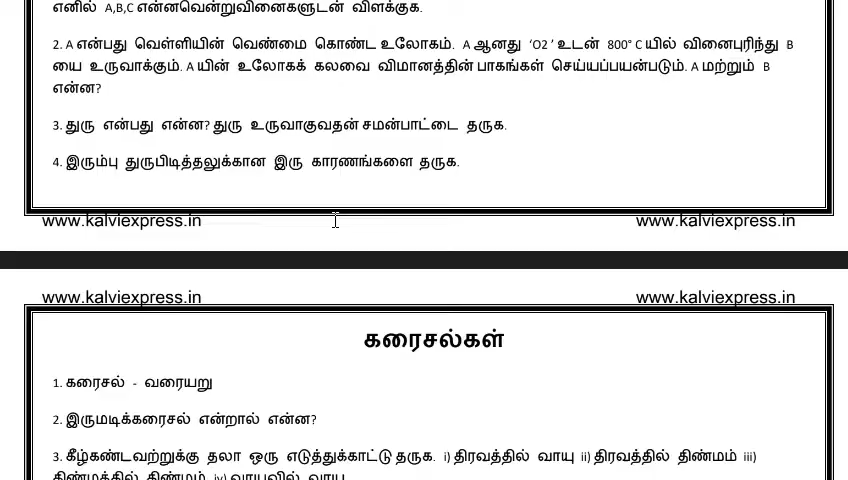 எனில் A,B,C என்னவென்றுவினைகளுடன் விளக்குக.
2. A என்பது வெள்ளியின் வெண்மை கொண்ட உலோகம். A ஆனது ‘O2 ’ உடன் 800° C யில் வினைபுரிந்து B
யை உருவாக்கும். A யின் உலோகக் கலவை விமானத்தின் பாகங்கள் செய்யப்பயன்படும். A மற்றும் B
என்ன?
3. துரு என்பது என்ன? துரு உருவாகுவதன் சமன்பாட்டை தருக.
4. இரும்பு துருபிடித்தலுக்கான இரு காரணங்களை தருக.
www.kalviexpress.in www.kalviexpress.in
www.kalviexpress.in www.kalviexpress.in
கரைசல்கள்
1. கரைசல் - வரையறு
2. இருமடிக்கரைசல் என்றால் என்ன?
3. கீழ்கண்டவற்றுக்கு தலா ஒரு எடுத்துக்காட்டு தருக. i) திரவத்தில் வாயு ii) திரவத்தில் திண்மம் iii)
திண்மத்தில் திண்மம் iv) வாயுவில் வாயு